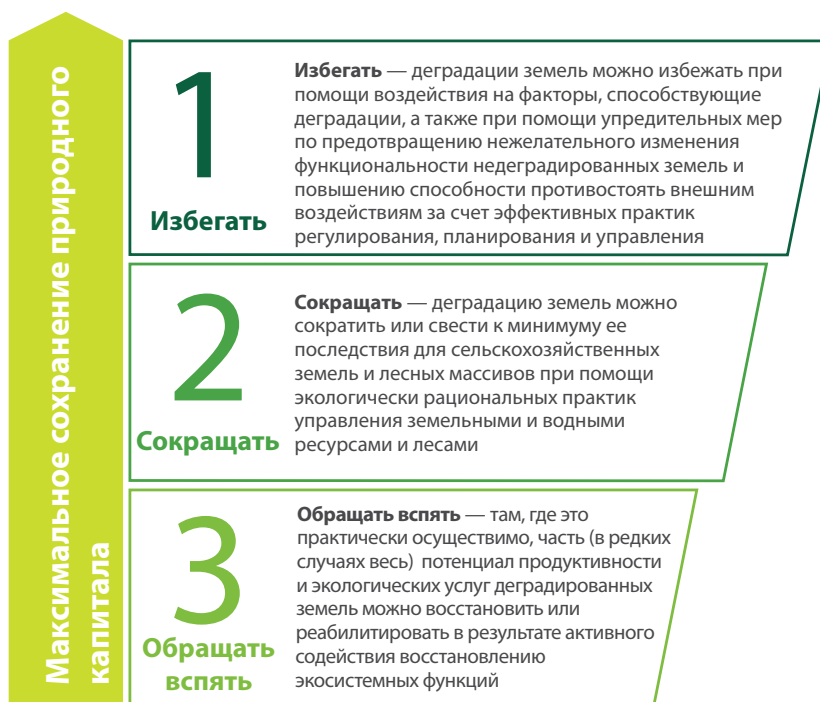 Максимальное сохранение природного
капитала
1
Избегать
Избегать — деградации земель можно избежать при
помощи воздействия на факторы, способствующие
деградации, а также при помощи упредительных мер
по предотвращению нежелательного изменения
функциональности недеградированных земель и
повышению способности противостоять внешним
воздействиям за счет эффективных практик
регулирования, планирования и управления
2
Сокращать
Сокращать — деградацию земель можно
сократить или свести к минимуму ее
последствия для сельскохозяйственных
земель и лесных массивов при помощи
экологически рациональных практик
управления земельными и водными
ресурсами и лесами
3
Обращать
вспять
Обращать вспять — там, где это
практически осуществимо, часть (в редких
случаях весь) потенциал продуктивности
и экологических услуг деградированных
земель можно восстановить или
реабилитировать в результате активного
содействия восстановлению
экосистемных функций